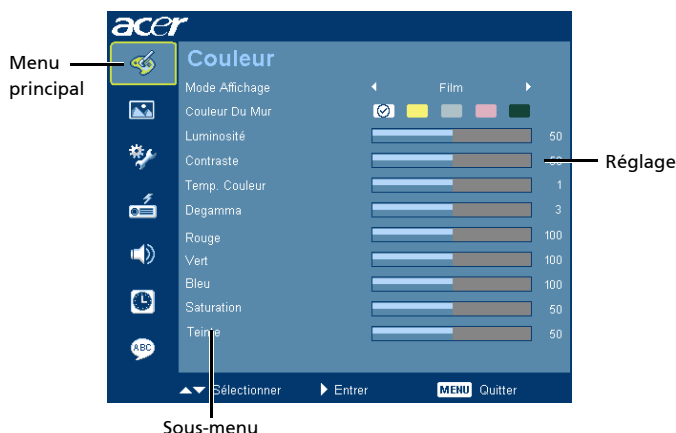 acer
Couleur
Menu principal
Mode Affichage Film
Couleur Du Mur
Luminosité 50
Contraste 50
Réglage
Temp. Couleur 1
Degamma 3
Rouge 100
Vert 100
Bleu 100
Saturation 50
Teinte 50
ABC
Sélectionner Entrer MENU Quitter
Sous-menu